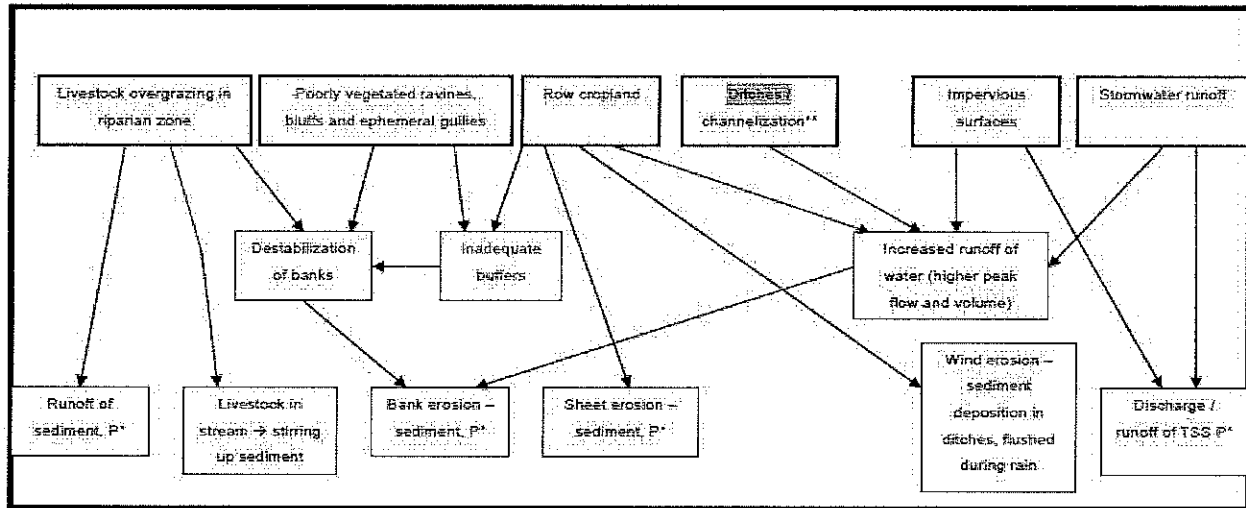 Livestock overgrazing in
riparian zone
Poorly vegetated ravines,
bluffs and ephemeral gullies
Row cropland
Ditches /
channelization**
Impervious
surfaces
Stormwater runoff
Destabilization
of banks
Inadequate
buffers
Increased runoff of
water (higher peak
flow and volume)
Runoff of
sediment, P*
Livestock in
stream → stirring
up sediment
Bank erosion –
sediment, P*
Sheet erosion –
sediment, P*
Wind erosion –
sediment
deposition in
ditches, flushed
during rain
Discharge /
runoff of TSS P*